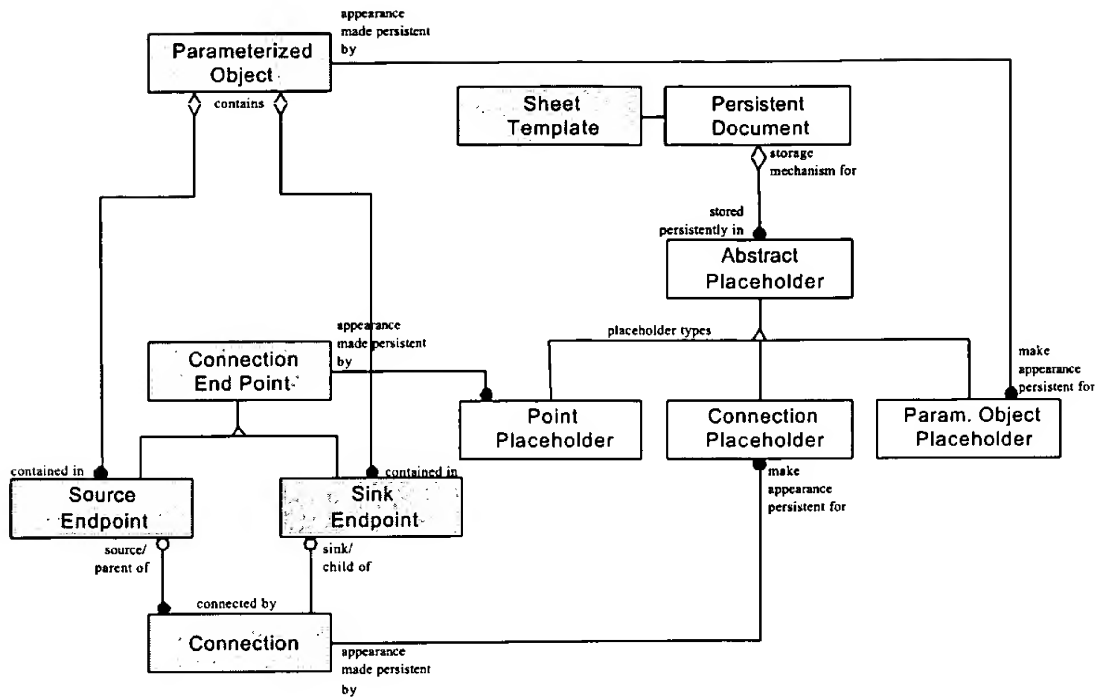 appearance
made persistent
by
Parameterized
Object
contains
Sheet
Template
Persistent
Document
storage
mechanism for
stored
persistently in
Abstract
Placeholder
placeholder types
appearance
made persistent
by
Connection
End Point
make
appearance
persistent for
Point
Placeholder
Connection
Placeholder
Param. Object
Placeholder
contained in
contained in
make
appearance
persistent for
Source
Endpoint
Sink
Endpoint
source/
parent of
sink/
child of
connected by
Connection
appearance
made persistent
by